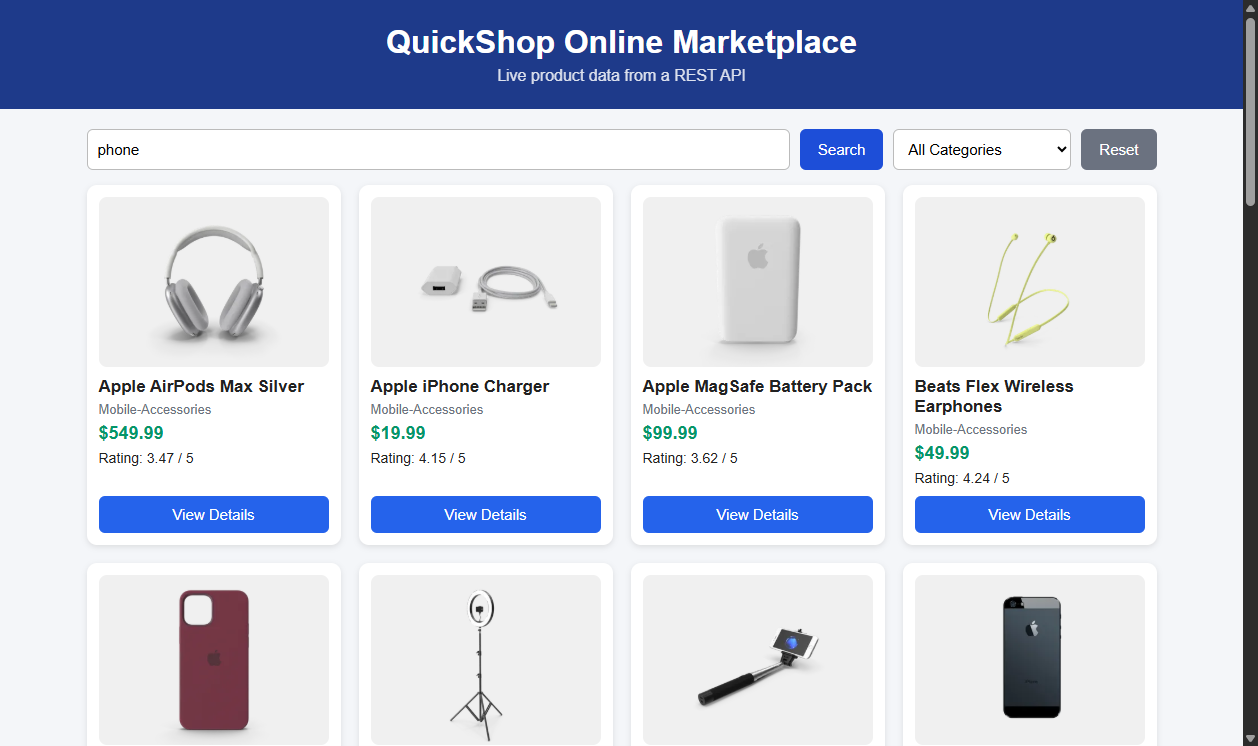 QuickShop Online Marketplace
Live product data from a REST API
phone
Search
All Categories
Reset
Apple AirPods Max Silver
Mobile-Accessories
$549.99
Rating: 3.47 / 5
View Details
Apple iPhone Charger
Mobile-Accessories
$19.99
Rating: 4.15 / 5
View Details
Apple MagSafe Battery Pack
Mobile-Accessories
$99.99
Rating: 3.62 / 5
View Details
Beats Flex Wireless
Earphones
Mobile-Accessories
$49.99
Rating: 4.24 / 5
View Details